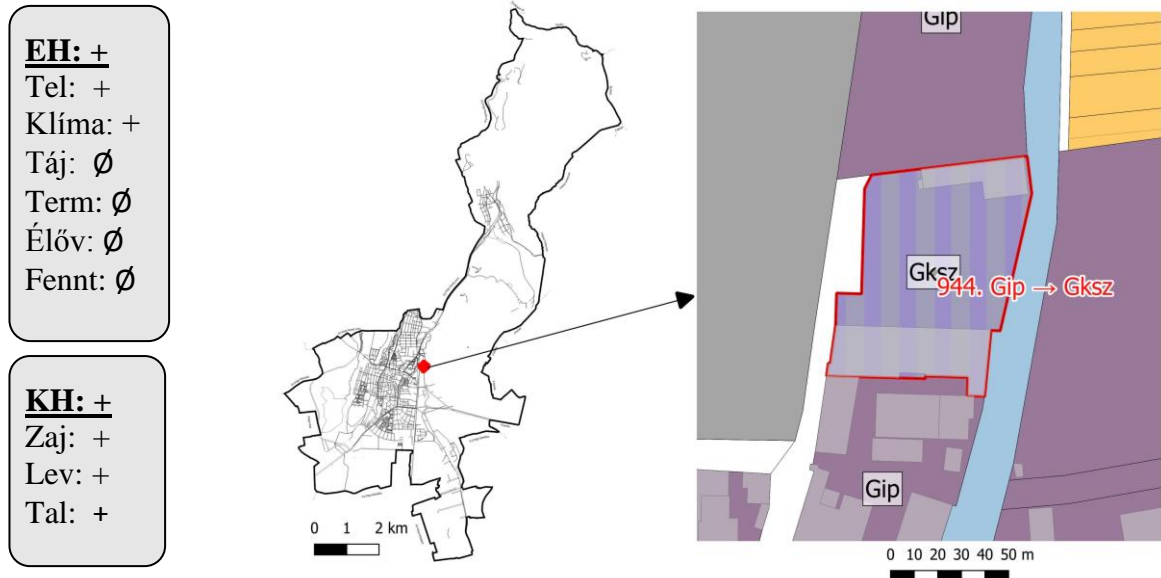 EH: +
Tel: +
Klíma: +
Táj: Ø
Term: Ø
Élőv: Ø
Fennt: Ø
KH: +
Zaj: +
Lev: +
Tal: +
0 1 2 km
Gip
Gksz
944. Gip → Gksz
Gip
0 10 20 30 40 50 m